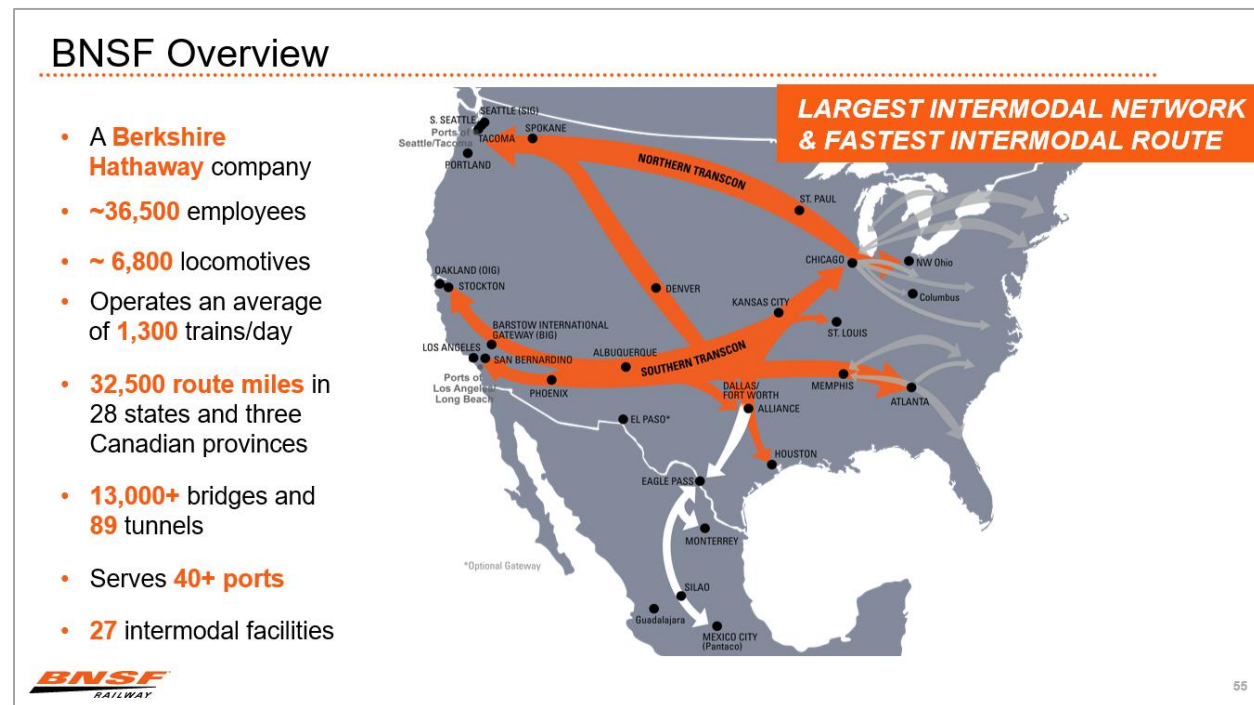 BNSF Overview
LARGEST INTERMODAL NETWORK
& FASTEST INTERMODAL ROUTE
• A Berkshire
Hathaway company
• ~36,500 employees
• ~ 6,800 locomotives
• Operates an average
of 1,300 trains/day
• 32,500 route miles in
28 states and three
Canadian provinces
• 13,000+ bridges and
89 tunnels
• Serves 40+ ports
• 27 intermodal facilities
SEATTLE (SIG)
S. SEATTLE
Ports of
Seattle/Tacoma
TACOMA
SPOKANE
PORTLAND
NORTHERN TRANSCON
ST. PAUL
CHICAGO
NW Ohio
Columbus
OAKLAND (OIG)
STOCKTON
DENVER
KANSAS CITY
ST. LOUIS
BARSTOW INTERNATIONAL
GATEWAY (BIG)
LOS ANGELES
SAN BERNARDINO
ALBUQUERQUE
SOUTHERN TRANSCON
Ports of
Los Angeles/
Long Beach
PHOENIX
DALLAS/
FORT WORTH
ALLIANCE
MEMPHIS
ATLANTA
EL PASO*
HOUSTON
EAGLE PASS
MONTERREY
*Optional Gateway
SILAO
Guadalajara
MEXICO CITY
(Pantaco)
BNSF
RAILWAY
55